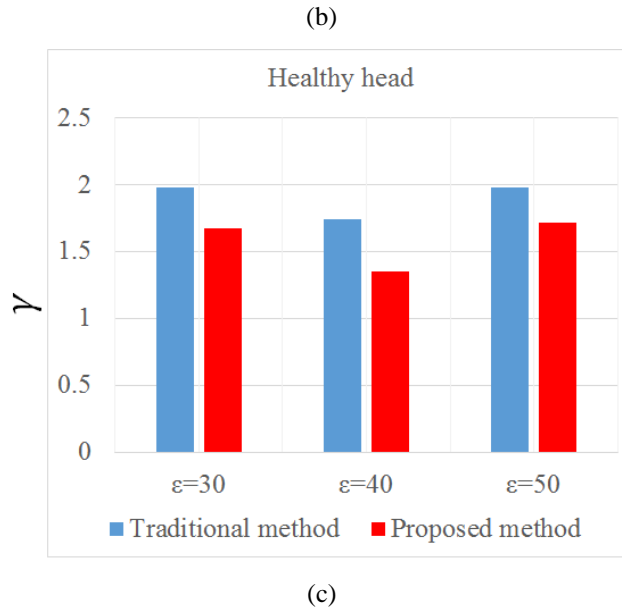 (b)
Healthy head
2.5
2
1.5
1
0.5
0
γ
ε=30 ε=40 ε=50
Traditional method Proposed method
(c)